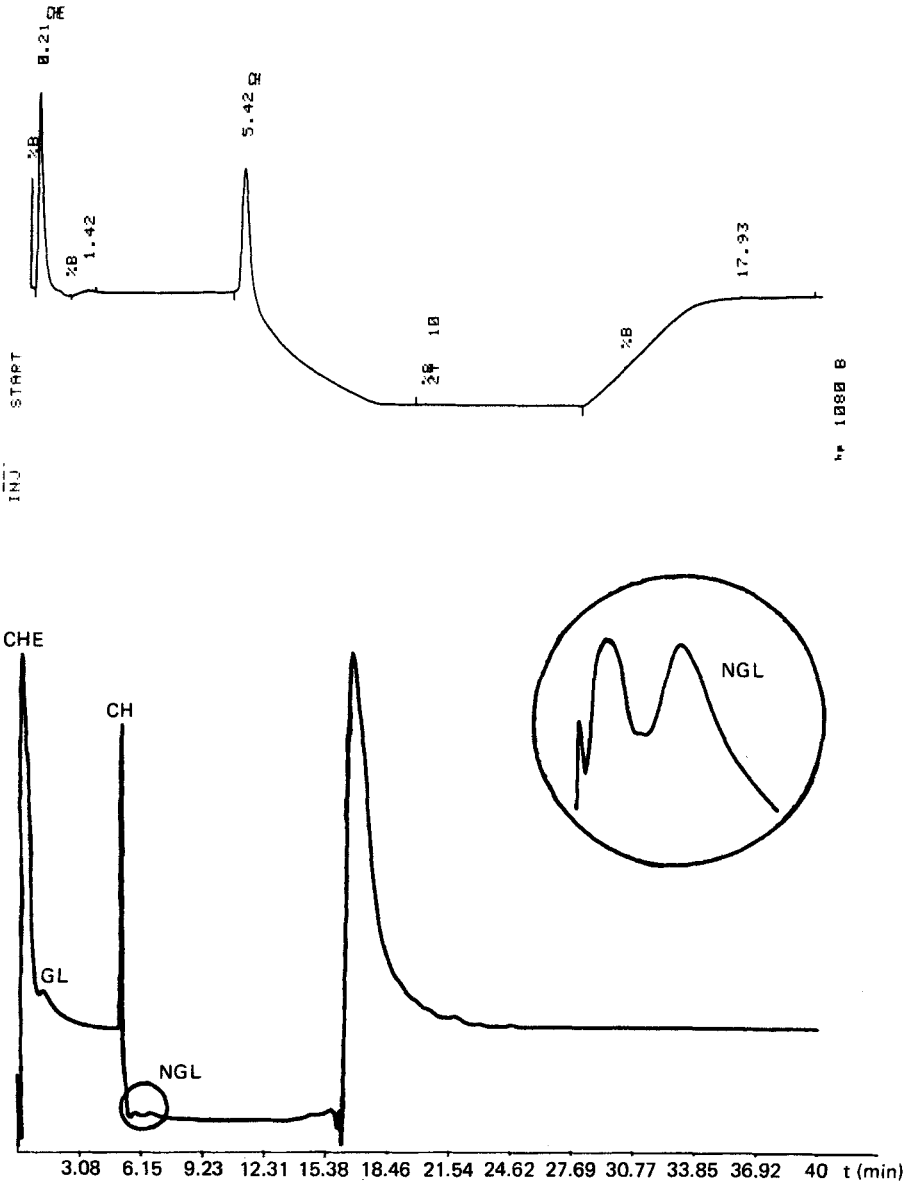 0.21 CHE
%B
%B
1.42
5.42 CH
%B
10
%B
17.93
START
INJ
hp 1080 B
CHE
CH
GL
NGL
NGL
3.08 6.15 9.23 12.31 15.38 18.46 21.54 24.62 27.69 30.77 33.85 36.92 40 t (min)